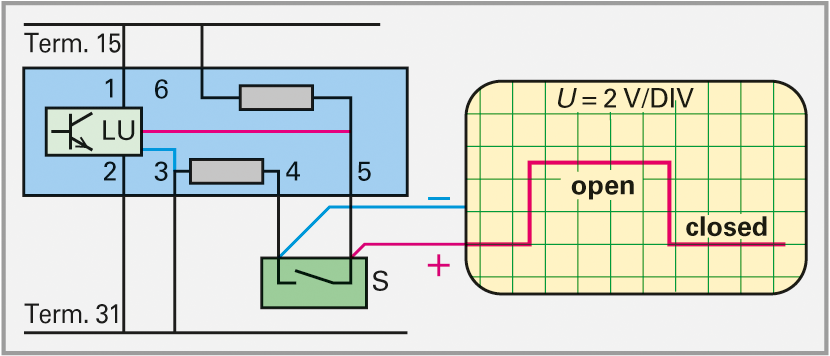 Term. 15
1 6
LU
2 3 4 5
S
Term. 31
U = 2 V/DIV
open
closed
–
+